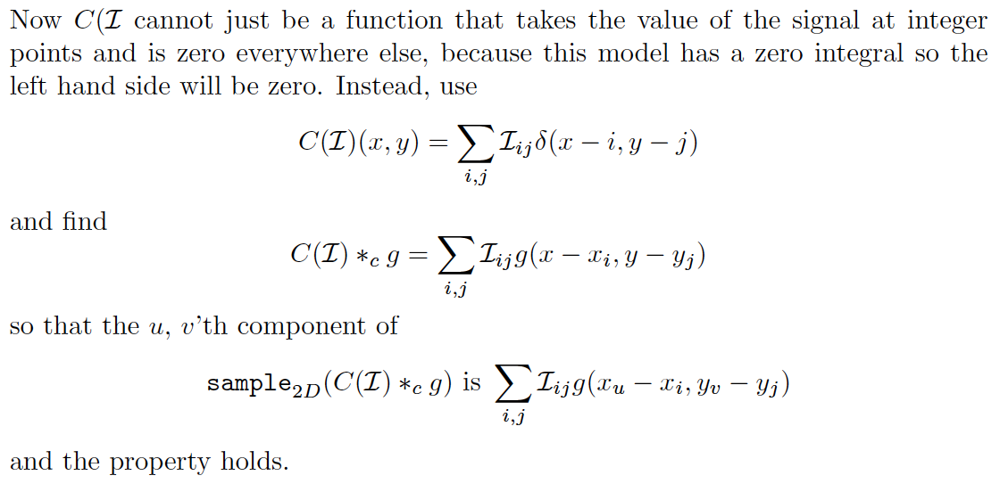 Now C(ℐ cannot just be a function that takes the value of the signal at integer
points and is zero everywhere else, because this model has a zero integral so the
left hand side will be zero. Instead, use
C(ℐ)(x, y) = ∑_{i,j} ℐ_{ij}δ(x − i, y − j)
and find
C(ℐ) ∗_c g = ∑_{i,j} ℐ_{ij}g(x − x_i, y − y_j)
so that the u, v’th component of
sample_{2D}(C(ℐ) ∗_c g) is ∑_{i,j} ℐ_{ij}g(x_u − x_i, y_v − y_j)
and the property holds.